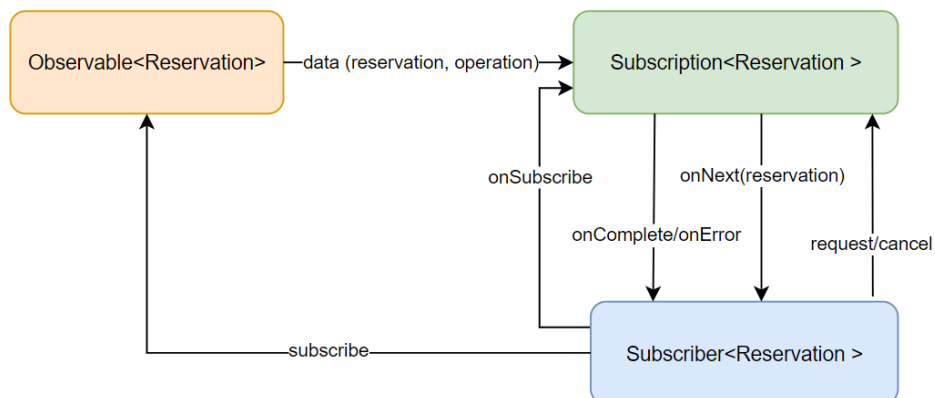 Observable<Reservation>
data (reservation, operation)
Subscription<Reservation >
onSubscribe
onNext(reservation)
onComplete/onError
request/cancel
subscribe
Subscriber<Reservation >